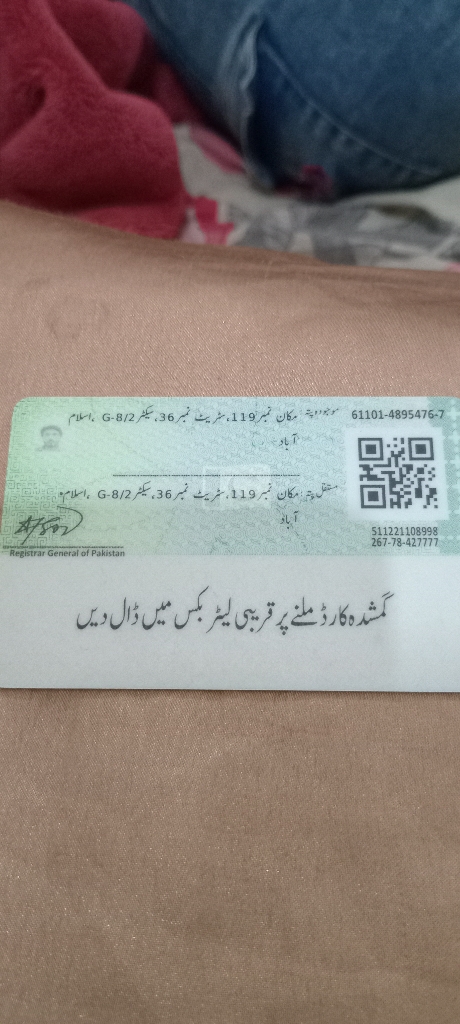 61101-4895476-7
موجودہ پتہ: مکان نمبر 119، سٹریٹ نمبر 36، سیکٹر G-8/2، اسلام
آباد
مستقل پتہ: مکان نمبر 119، سٹریٹ نمبر 36، سیکٹر G-8/2، اسلام
آباد
511221108998
267-78-427777
Registrar General of Pakistan
گمشدہ کارڈ ملنے پر قریبی لیٹر بکس میں ڈال دیں